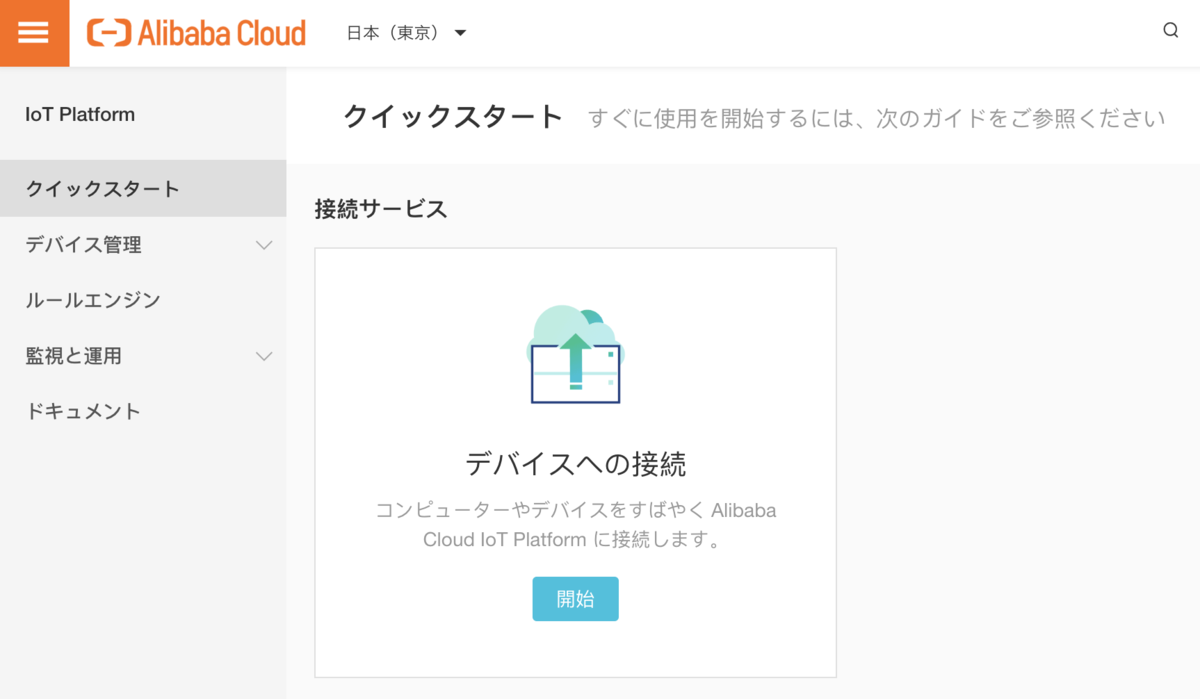 Alibaba Cloud
日本（東京）
IoT Platform
クイックスタート
デバイス管理
ルールエンジン
監視と運用
ドキュメント
クイックスタート すぐに使用を開始するには、次のガイドをご参照ください
接続サービス
デバイスへの接続
コンピューターやデバイスをすばやく Alibaba
Cloud IoT Platform に接続します。
開始